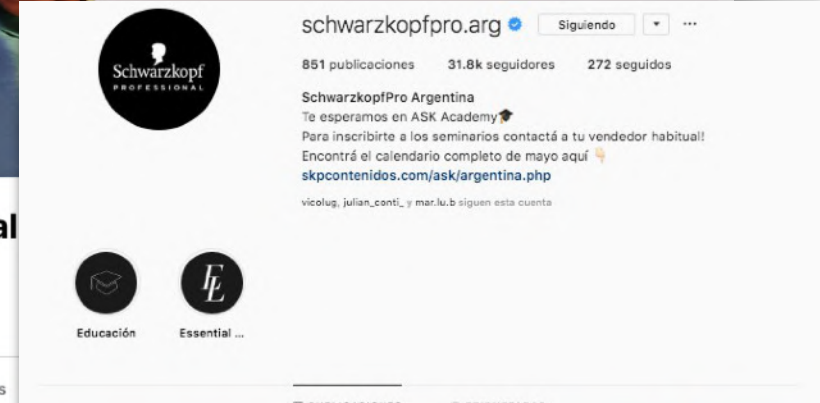 schwarzkopfpro.arg Siguiendo
Schwarzkopf
PROFESSIONAL
851 publicaciones 31.8k seguidores 272 seguidos
SchwarzkopfPro Argentina
Te esperamos en ASK Academy🎓
Para inscribirte a los seminarios contactá a tu vendedor habitual!
Encontrá el calendario completo de mayo aquí 👇🏻
skpcontenidos.com/ask/argentina.php
vicolug, julian_conti_ y mar.lu.b siguen esta cuenta
al
EL
Educación Essential ...
s